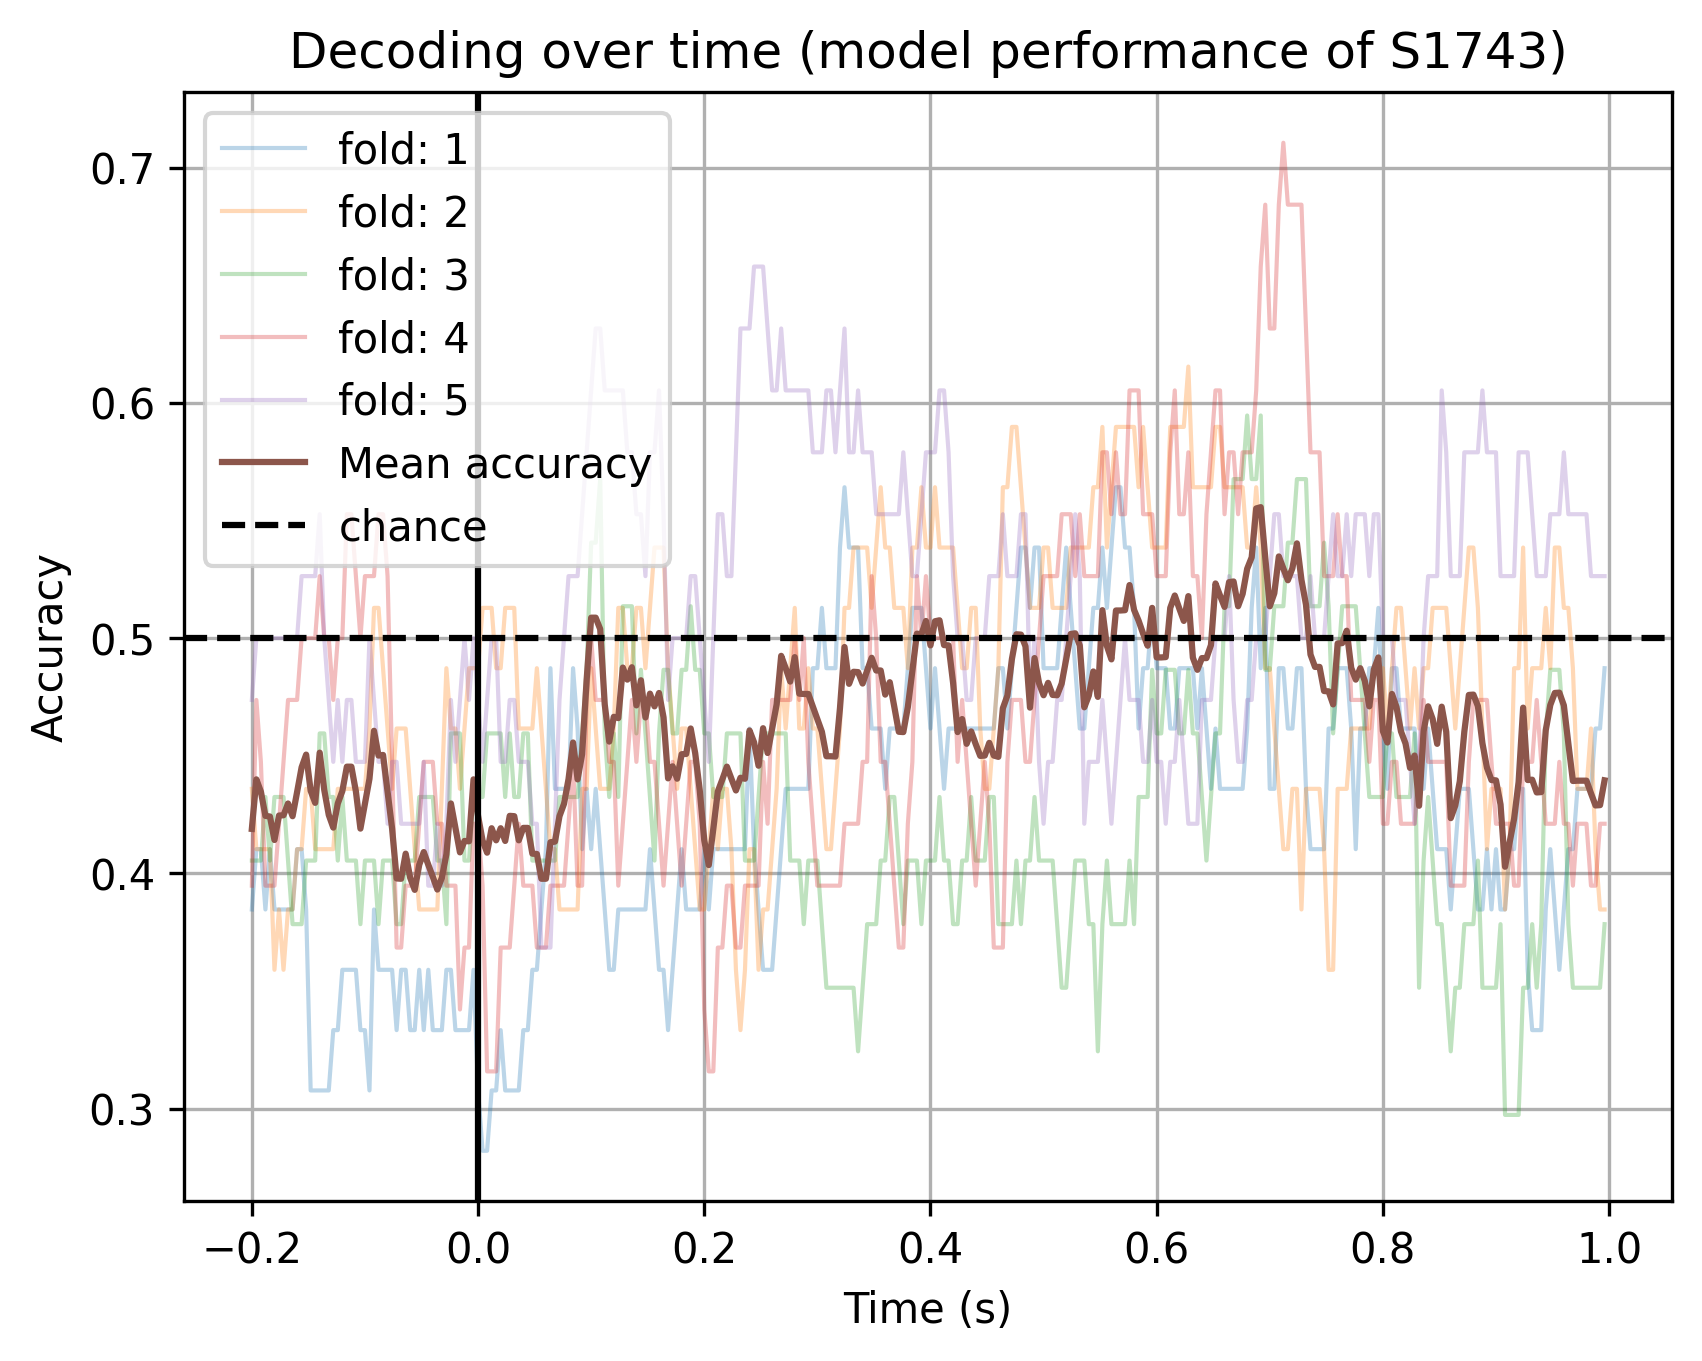 Decoding over time (model performance of S1743)
fold: 1
fold: 2
fold: 3
fold: 4
fold: 5
Mean accuracy
chance
0.7
0.6
0.5
0.4
0.3
Accuracy
−0.2 0.0 0.2 0.4 0.6 0.8 1.0
Time (s)